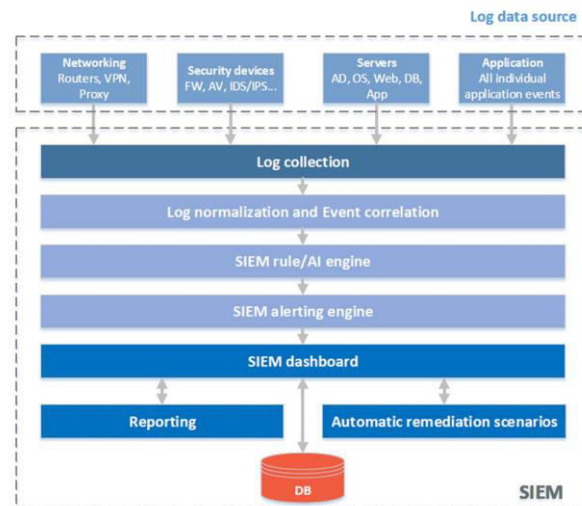 Log data source
Networking
Routers, VPN,
Proxy
Security devices
FW, AV, IDS/IPS...
Servers
AD, OS, Web, DB,
App
Application
All individual
application events
Log collection
Log normalization and Event correlation
SIEM rule/AI engine
SIEM alerting engine
SIEM dashboard
Reporting
Automatic remediation scenarios
DB
SIEM